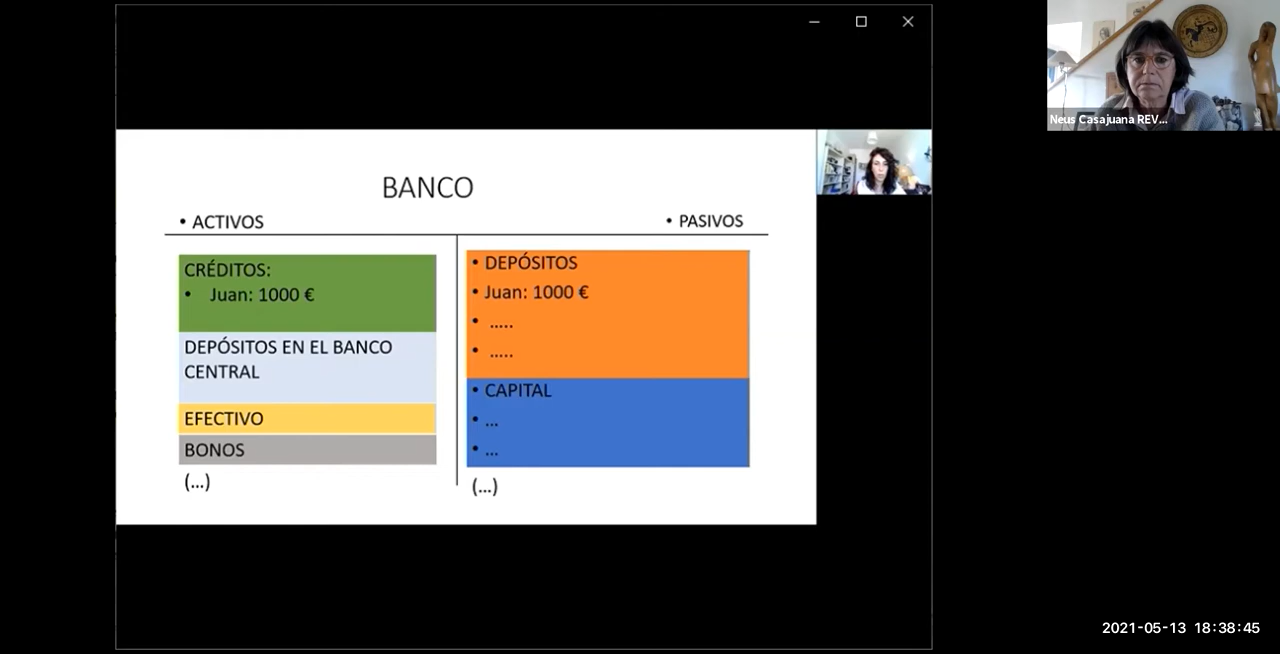 BANCO
• ACTIVOS
• PASIVOS
CRÉDITOS:
• Juan: 1000 €
DEPÓSITOS EN EL BANCO
CENTRAL
EFECTIVO
BONOS
(...)
• DEPÓSITOS
• Juan: 1000 €
• .....
• .....
• CAPITAL
• ...
• ...
(...)
Neus Casajuana REV...
2021-05-13 18:38:45